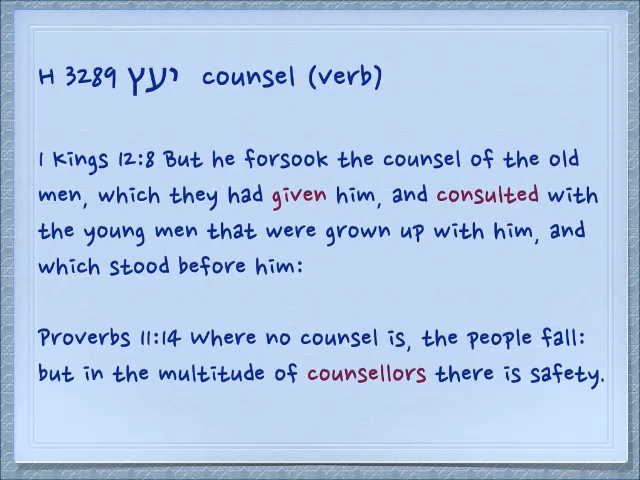 H 3289 יעץ counsel (verb)
1 Kings 12:8 But he forsook the counsel of the old
men, which they had given him, and consulted with
the young men that were grown up with him, and
which stood before him:
Proverbs 11:14 Where no counsel is, the people fall:
but in the multitude of counsellors there is safety.